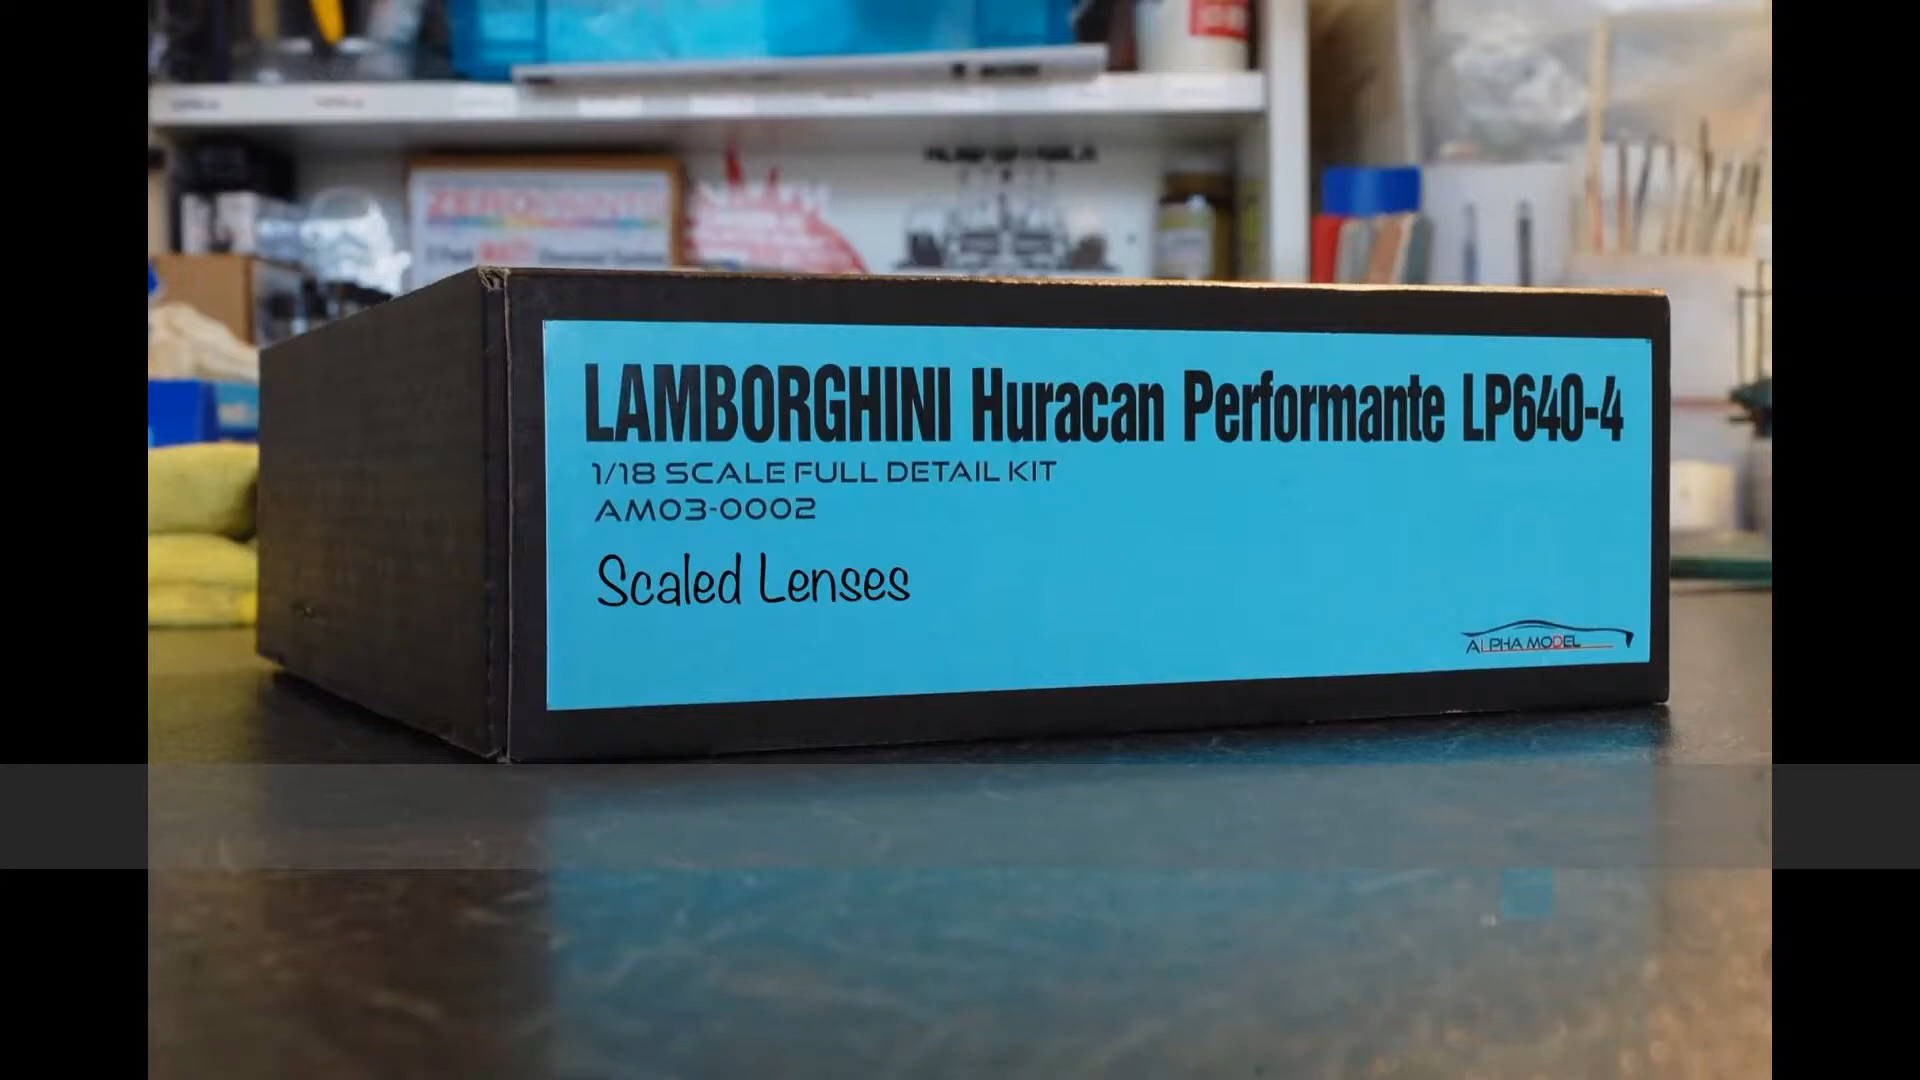 LAMBORGHINI Huracan Performante LP640-4
1/18 SCALE FULL DETAIL KIT
AM03-0002
Scaled Lenses
ALPHA MODEL